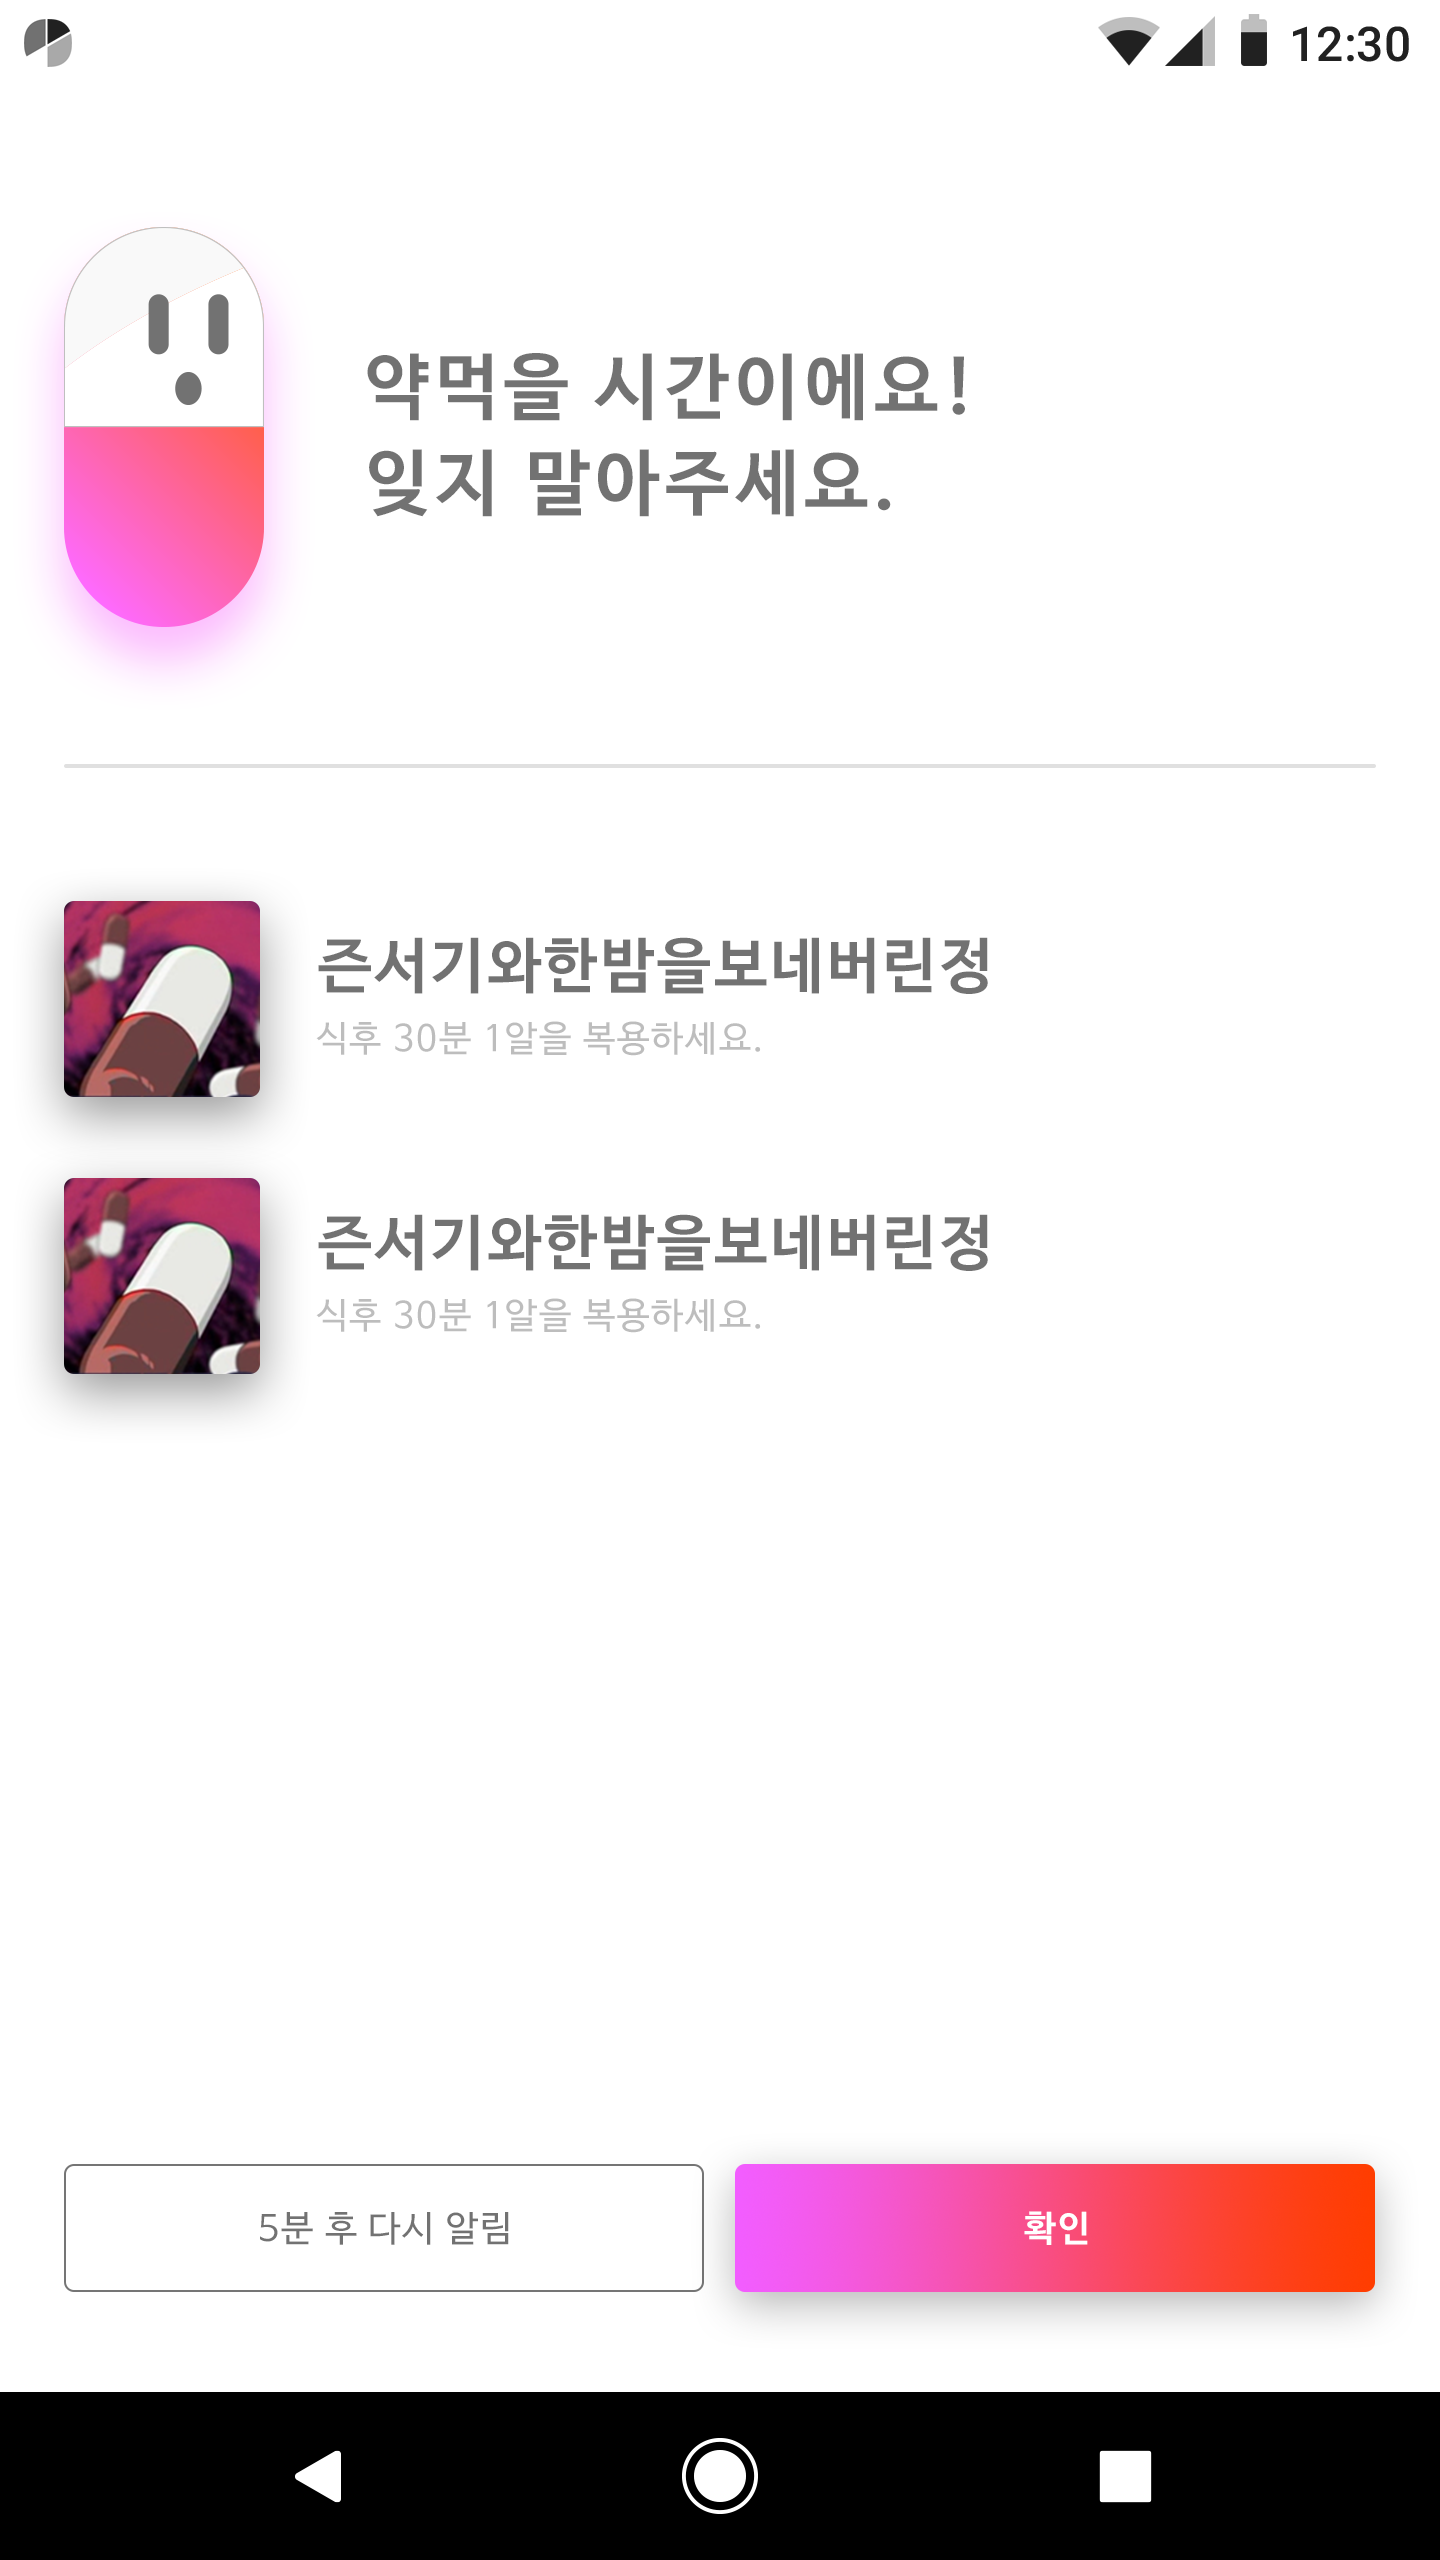 12:30
약먹을 시간이에요!
잊지 말아주세요.
즌서기와한밤을보네버린정
식후 30분 1알을 복용하세요.
즌서기와한밤을보네버린정
식후 30분 1알을 복용하세요.
5분 후 다시 알림
확인